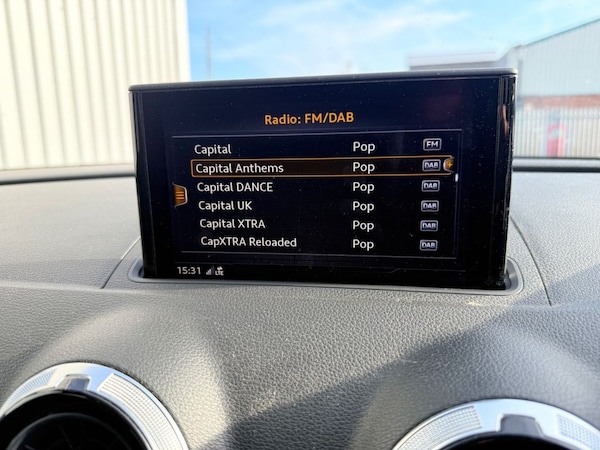 Radio: FM/DAB
Capital Pop FM
Capital Anthems Pop DAB
Capital DANCE Pop DAB
Capital UK Pop DAB
Capital XTRA Pop DAB
CapXTRA Reloaded Pop DAB
15:31 LTE